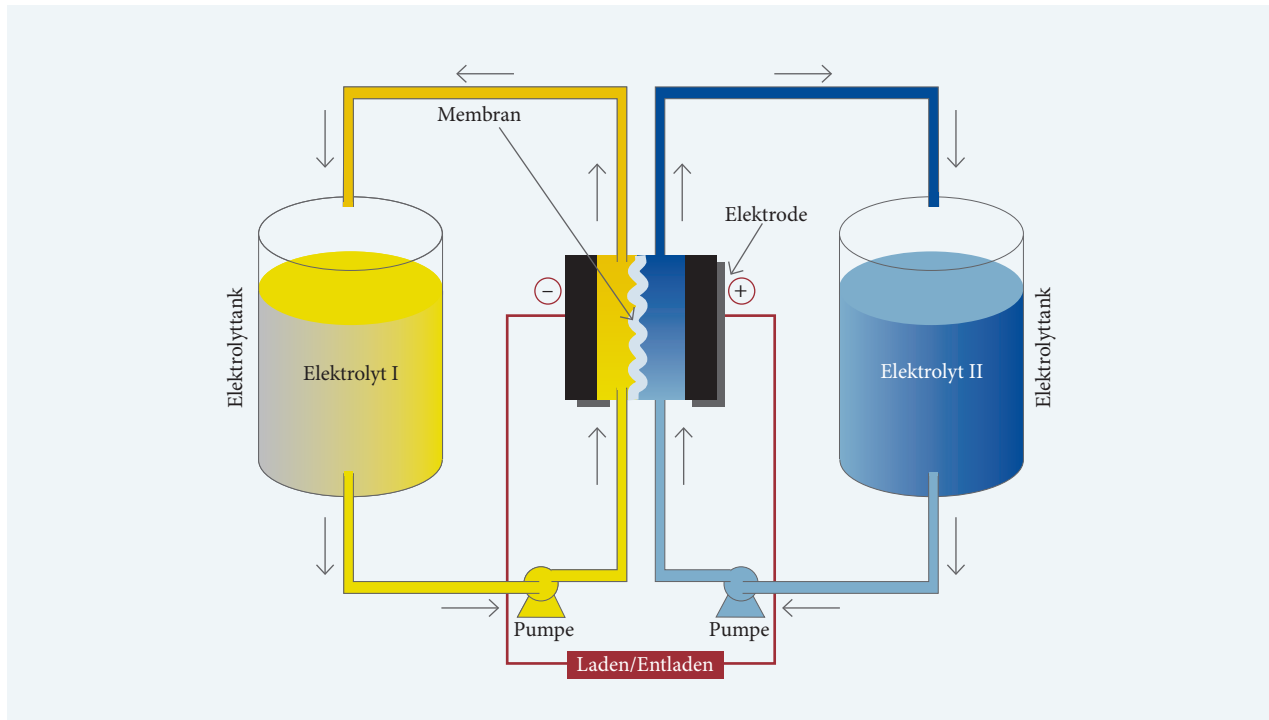 Membran
Elektrode
−
+
Elektrolyttank
Elektrolyt I
Elektrolyt II
Elektrolyttank
Pumpe
Pumpe
Laden/Entladen